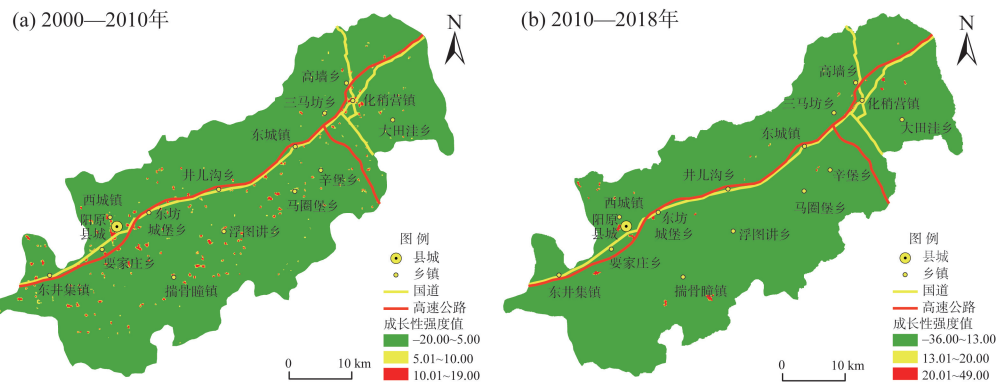 (a) 2000—2010年
N
高墙乡
三马坊乡
化稍营镇
大田洼乡
东城镇
辛堡乡
井儿沟乡
马圈堡乡
西城镇
阳原
县城
东坊
城堡乡
浮图讲乡
要家庄乡
东井集镇
揣骨疃镇
图 例
县城
乡镇
国道
高速公路
成长性强度值
–20.00~5.00
5.01~10.00
10.01~19.00
0 10 km
(b) 2010—2018年
N
高墙乡
三马坊乡
化稍营镇
大田洼乡
东城镇
辛堡乡
井儿沟乡
马圈堡乡
西城镇
阳原
县城
东坊
城堡乡
浮图讲乡
要家庄乡
东井集镇
揣骨疃镇
图 例
县城
乡镇
国道
高速公路
成长性强度值
–36.00~13.00
13.01~20.00
20.01~49.00
0 10 km